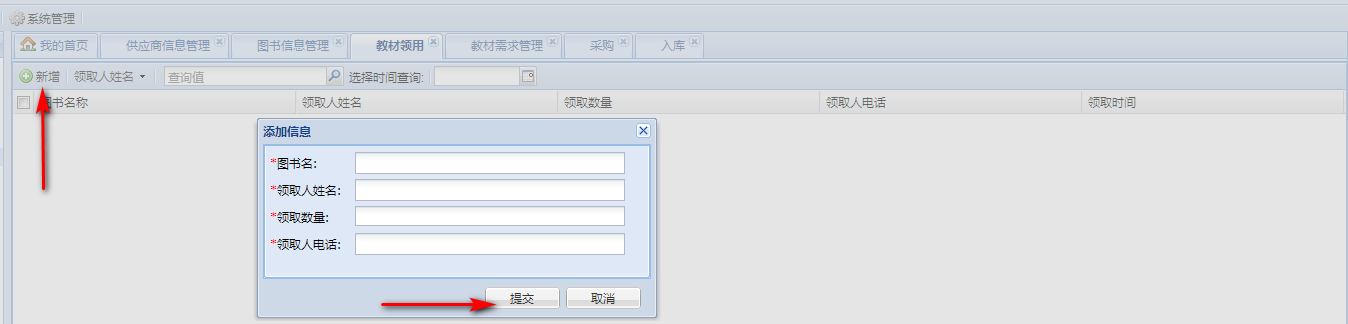 系统管理
我的首页 供应商信息管理 图书信息管理 教材领用 教材需求管理 采购 入库
新增 领取人姓名 查询值 选择时间查询:
图书名称 领取人姓名 领取数量 领取人电话 领取时间
添加信息
*图书名:
*领取人姓名:
*领取数量:
*领取人电话:
提交 取消